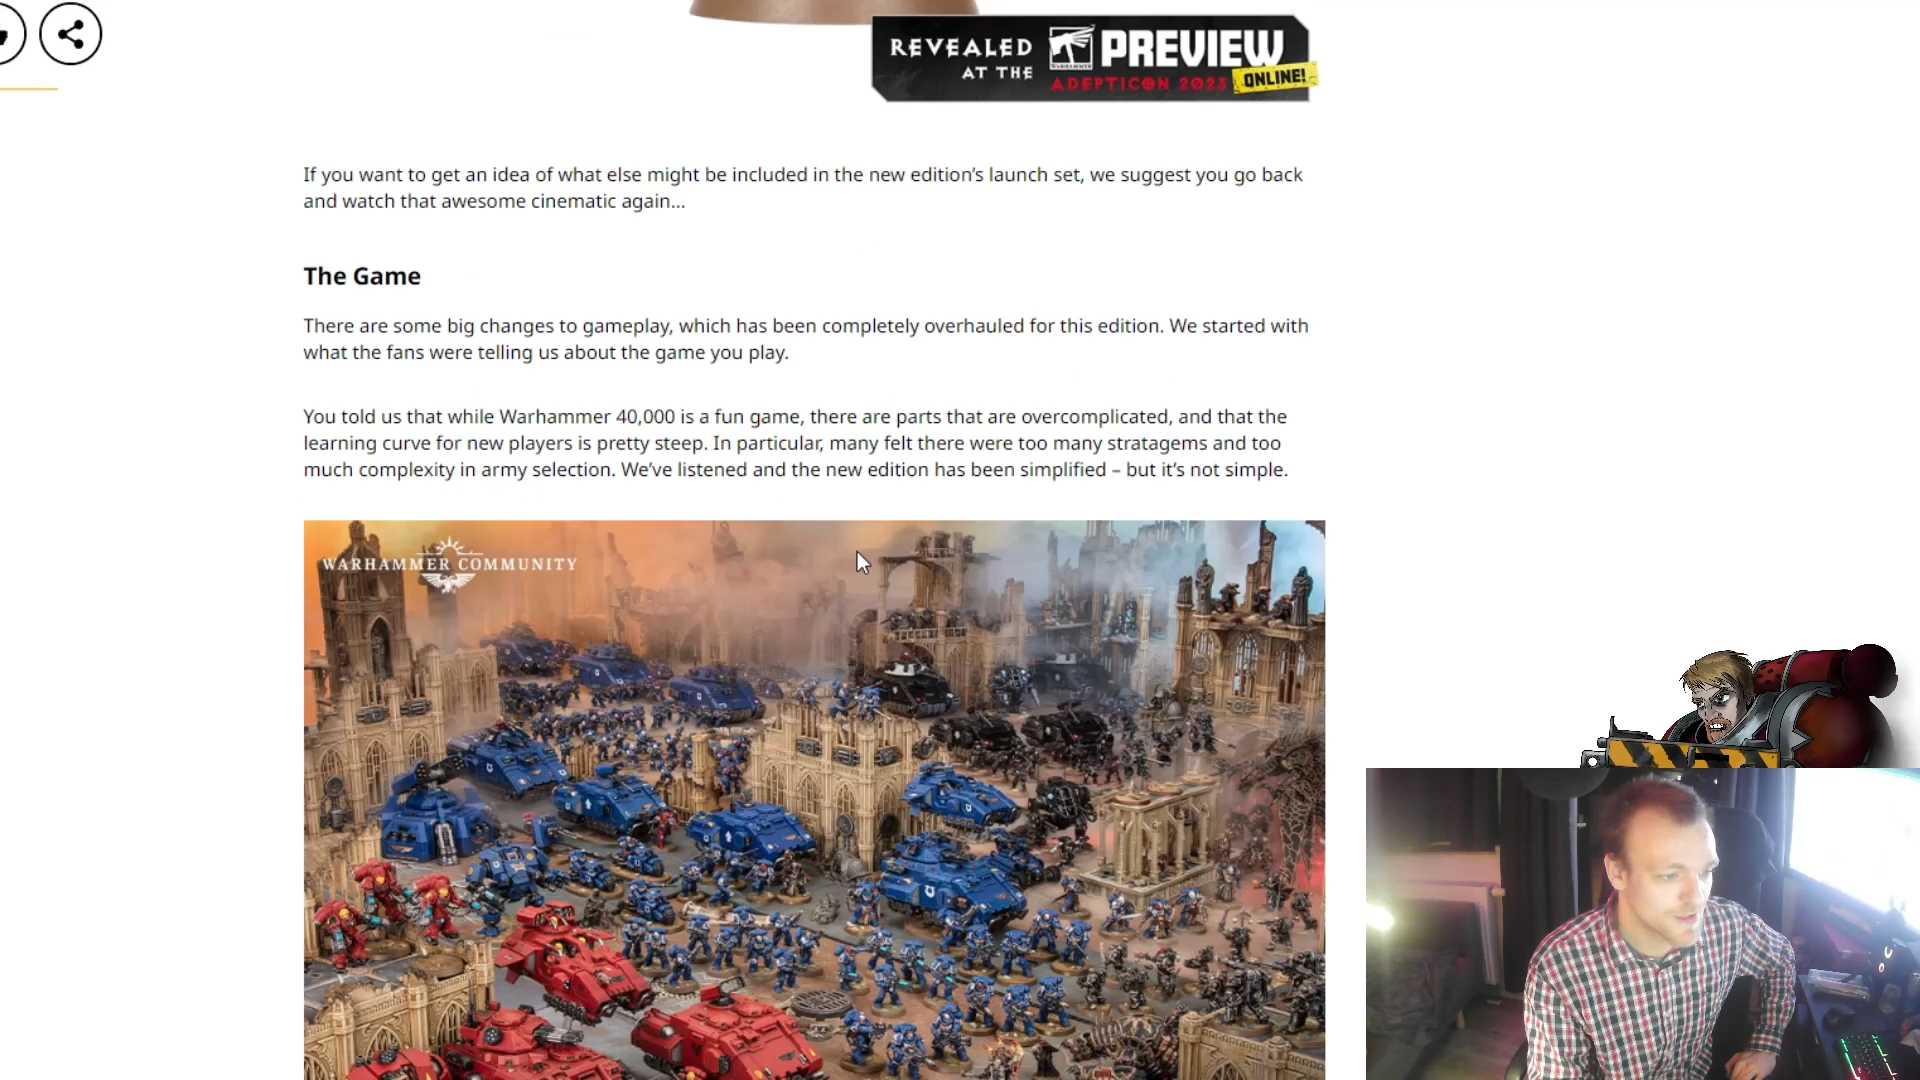 REVEALED
AT THE
WARHAMMER
PREVIEW
ADEPTICON 2023
ONLINE!
If you want to get an idea of what else might be included in the new edition’s launch set, we suggest you go back
and watch that awesome cinematic again…
The Game
There are some big changes to gameplay, which has been completely overhauled for this edition. We started with
what the fans were telling us about the game you play.
You told us that while Warhammer 40,000 is a fun game, there are parts that are overcomplicated, and that the
learning curve for new players is pretty steep. In particular, many felt there were too many stratagems and too
much complexity in army selection. We’ve listened and the new edition has been simplified – but it’s not simple.
WARHAMMER COMMUNITY